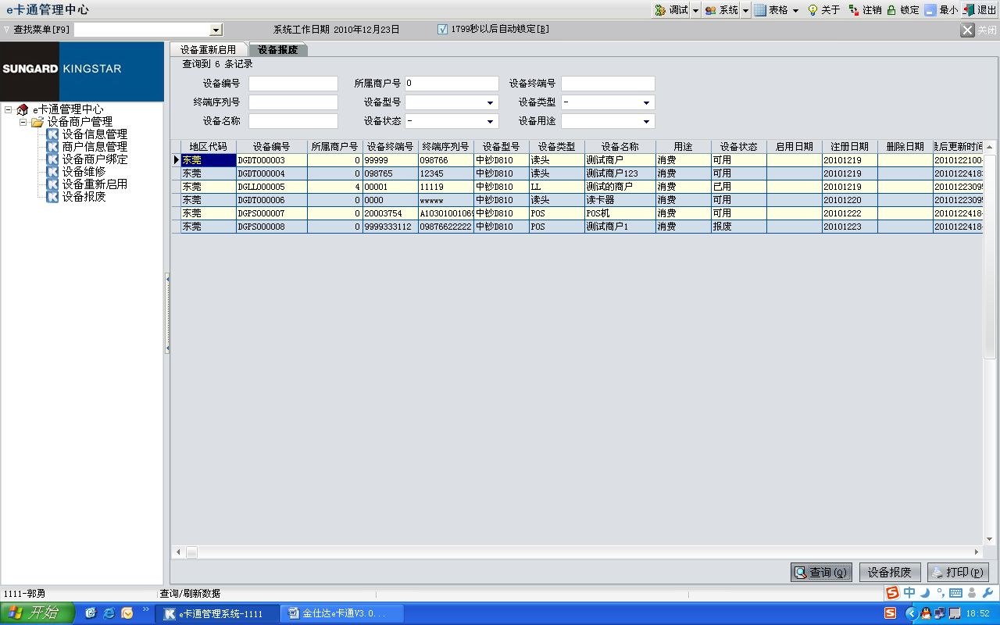 e卡通管理中心 调试 系统 表格 关于 注销 锁定 最小 退出
查找菜单[F9] 系统工作日期 2010年12月23日 1799秒以后自动锁定[B] 关闭
SUNGARD KINGSTAR
e卡通管理中心
设备商户管理
设备信息管理
商户信息管理
设备商户绑定
设备维修
设备重新启用
设备报废
设备重新启用 设备报废
查询到 6 条记录
设备编号 所属商户号 0 设备终端号
终端序列号 设备型号 设备类型 -
设备名称 设备状态 - 设备用途
地区代码 设备编号 所属商户号 设备终端号 终端序列号 设备型号 设备类型 设备名称 用途 设备状态 启用日期 注册日期 删除日期 后更新时间
东莞 DGDT000003 0 99999 098766 中钞D810 读头 测试商户 消费 可用 20101219 2010122100
东莞 DGDT000004 0 098765 12345 中钞D810 读头 测试商户123 消费 可用 20101219 201012241
东莞 DGLL000005 4 00001 11119 中钞D810 LL 测试的商户 消费 已用 20101219 201012230
东莞 DGDT000006 0 0000 wwwww 中钞D810 读头 读卡器 消费 可用 20101220 201012230
东莞 DGPS000007 0 20003754 A1030100106 中钞D810 POS POS机 消费 可用 20101222 2010122418
东莞 DGPS000008 0 9999333112 09876622222 中钞D810 POS 测试商户1 消费 报废 20101223 2010122418
查询(Q) 设备报废 打印(P)
1111-郭勇 查询/刷新数据 中
开始 e卡通管理系统-1111 金仕达e卡通V3.0... 18:52